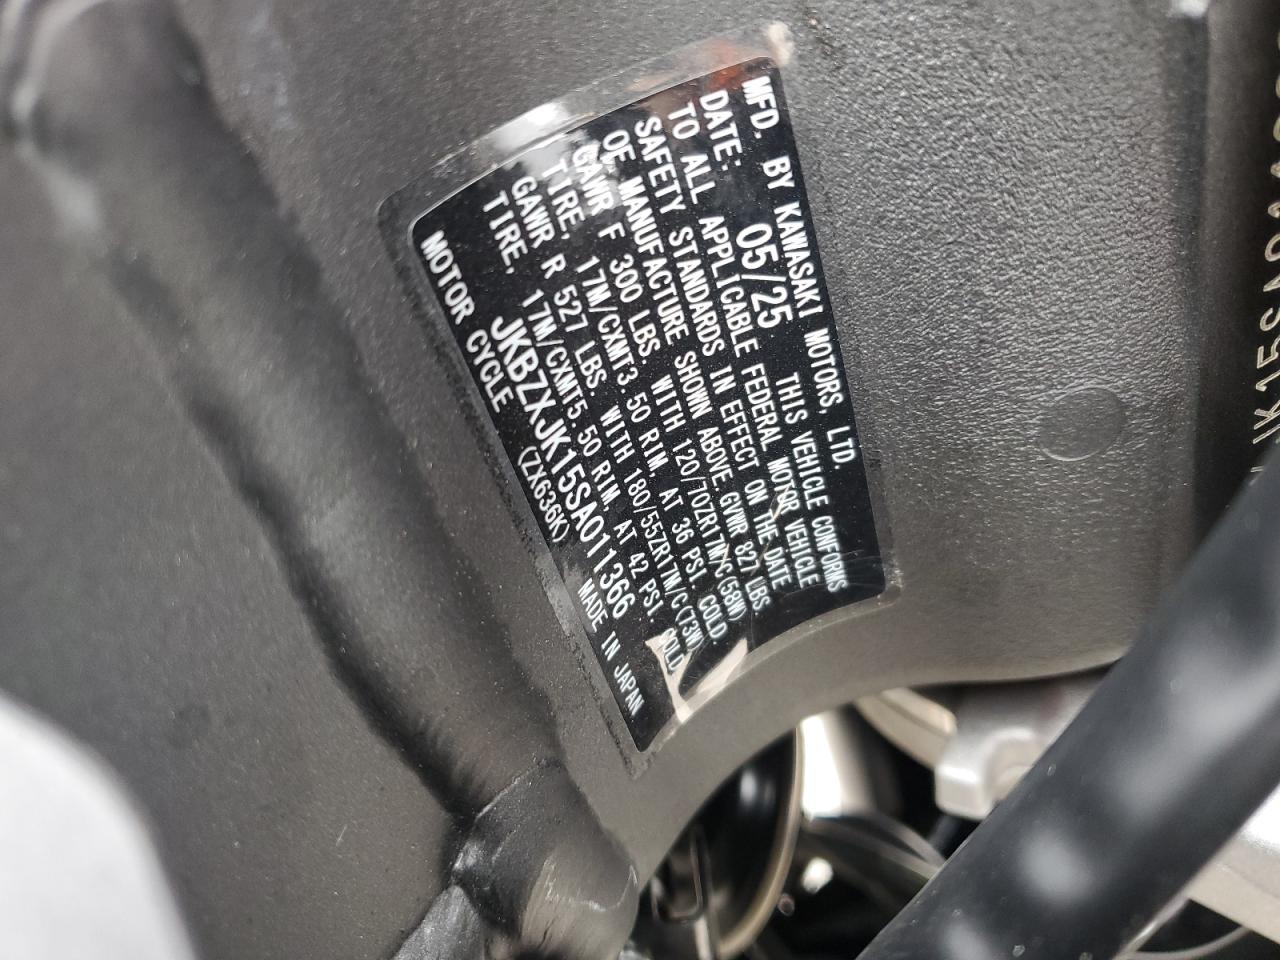 MFD. BY KAWASAKI MOTORS, LTD.
DATE: 05/25 THIS VEHICLE CONFORMS
TO ALL APPLICABLE FEDERAL MOTOR VEHICLE
SAFETY STANDARDS IN EFFECT ON THE DATE
OF MANUFACTURE SHOWN ABOVE. GVWR 827 LBS.
GAWR F 300 LBS. WITH 120/70ZR17M/C(58W)
TIRE, 17M/CXMT3.50 RIM, AT 36 PSI. COLD.
GAWR R 527 LBS. WITH 180/55ZR17M/C(73W)
TIRE, 17M/CXMT5.50 RIM, AT 42 PSI. COLD.
JKBZXJK15SA011366
MOTOR CYCLE (ZX636K) MADE IN JAPAN
JK15SA01